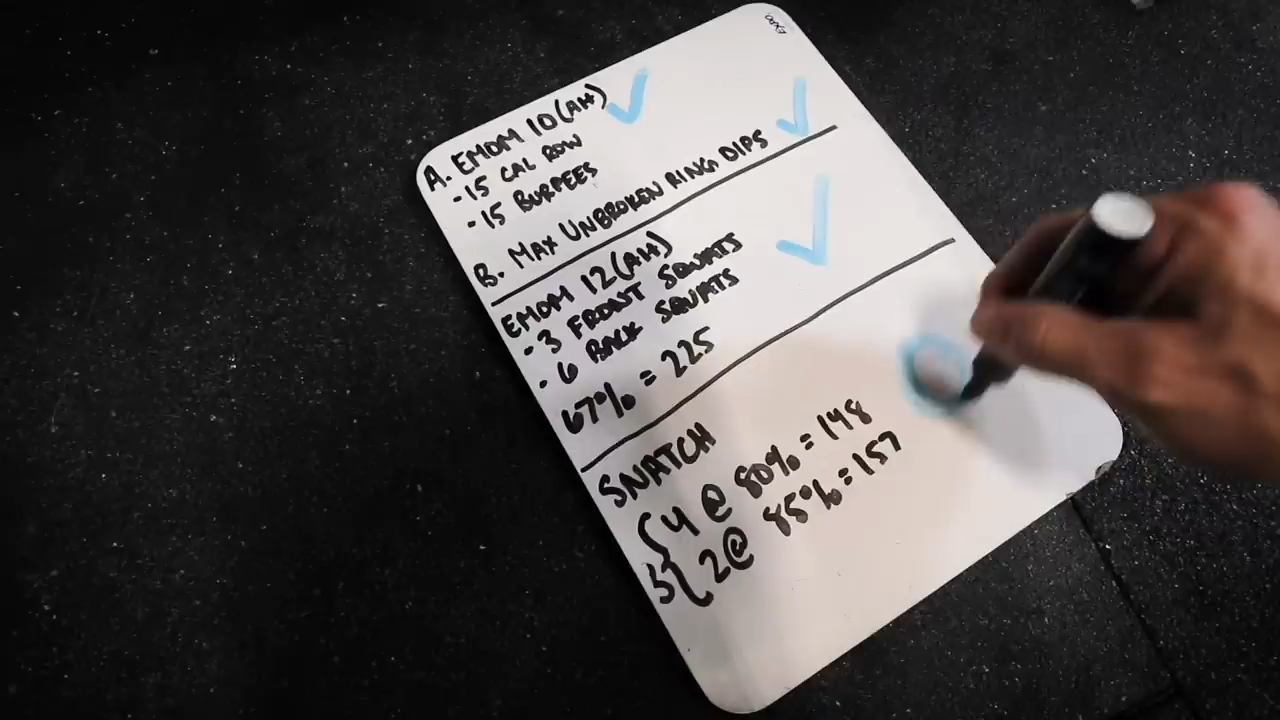 EXPO
A. EMOM 10 (AH)
- 15 CAL ROW
- 15 BURPEES
B. MAX UNBROKEN RING DIPS
EMOM 12 (AH)
- 3 FRONT SQUATS
- 6 BACK SQUATS
67% = 225
SNATCH
4 @ 80% = 148
2 @ 85% = 157